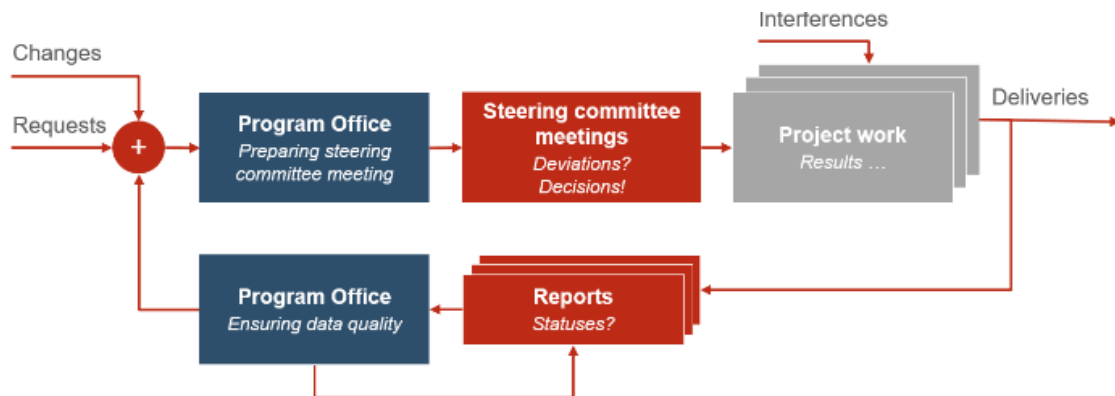 Interferences
Changes
Requests
+
Program Office
Preparing steering
committee meeting
Steering committee
meetings
Deviations?
Decisions!
Project work
Results ...
Deliveries
Program Office
Ensuring data quality
Reports
Statuses?